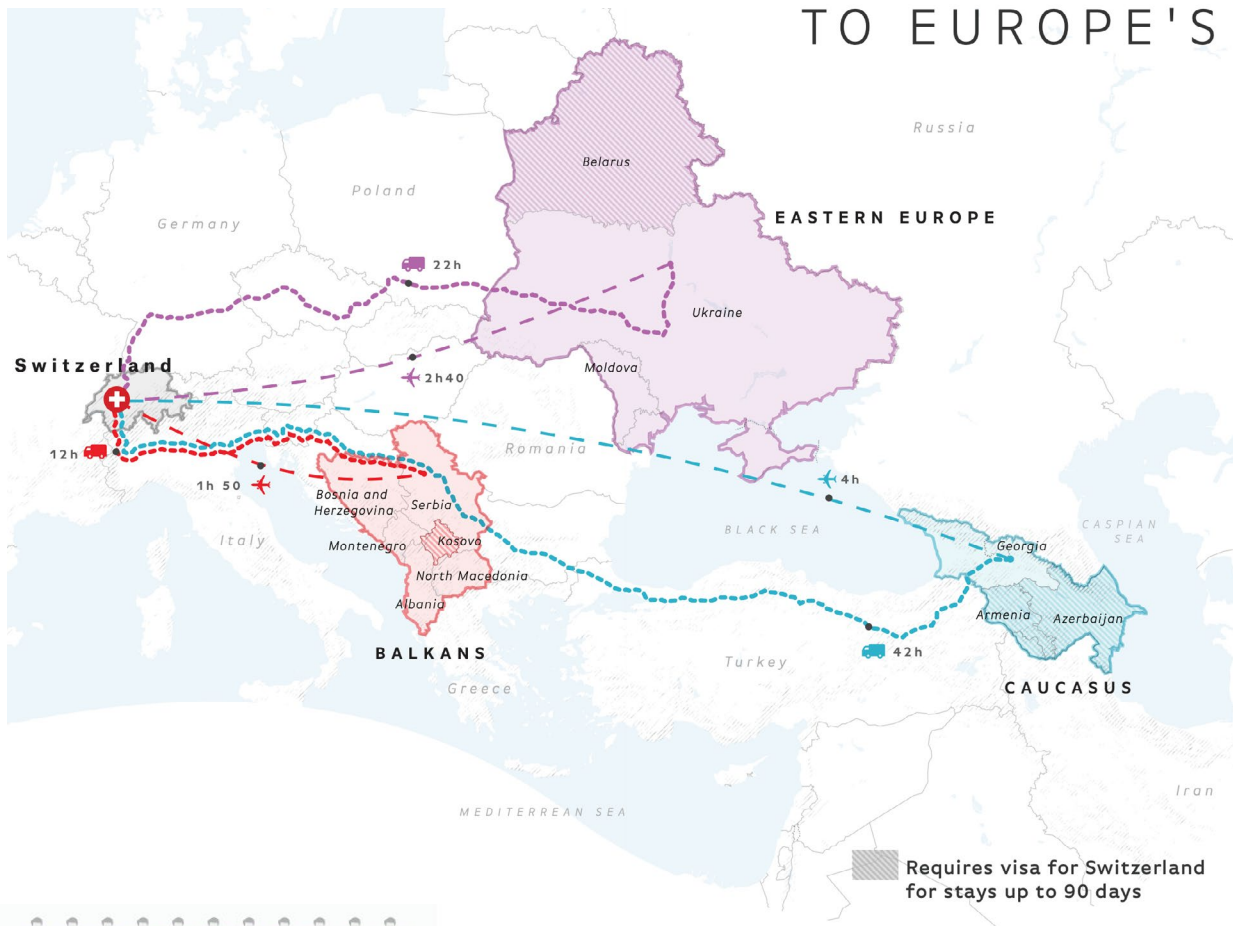 TO EUROPE'S
Russia
Belarus
Poland
EASTERN EUROPE
Germany
22h
Ukraine
Switzerland
Moldova
2h40
Romania
12h
1h 50
4h
Bosnia and
Herzegovina
Serbia
BLACK SEA
CASPIAN
SEA
Italy
Montenegro
Kosovo
Georgia
North Macedonia
Albania
Armenia
Azerbaijan
BALKANS
42h
Turkey
Greece
CAUCASUS
Iran
MEDITERREAN SEA
Requires visa for Switzerland
for stays up to 90 days